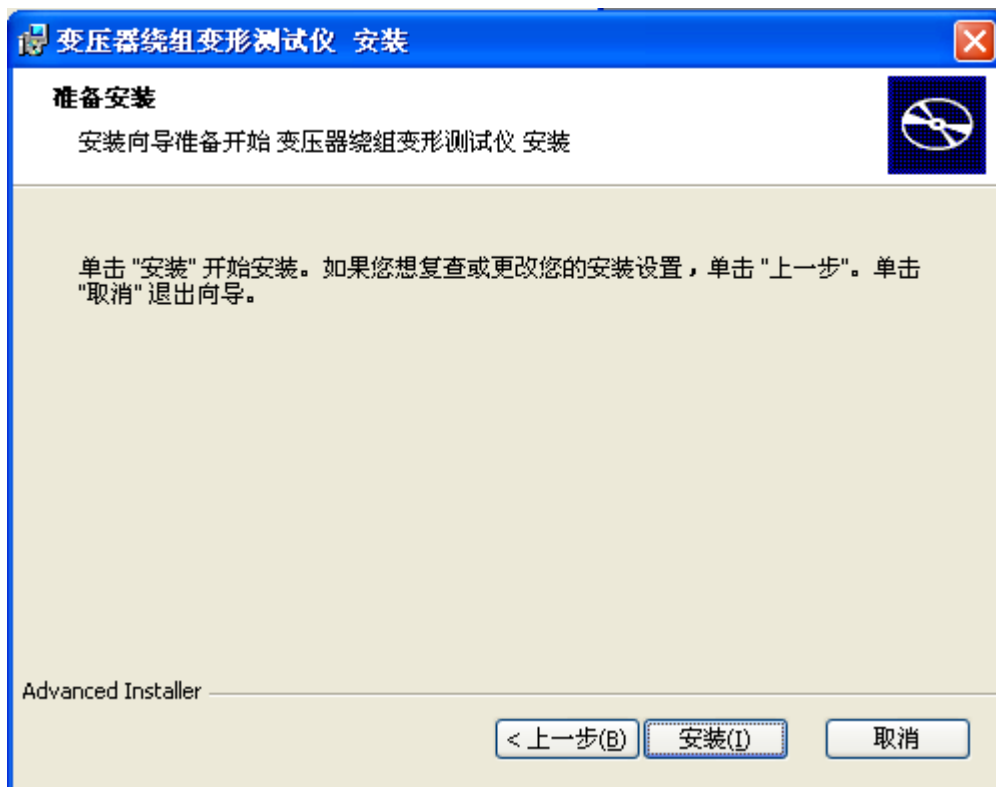 变压器绕组变形测试仪 安装
准备安装
安装向导准备开始 变压器绕组变形测试仪 安装
单击 "安装" 开始安装。如果您想复查或更改您的安装设置，单击 "上一步"。单击
"取消" 退出向导。
Advanced Installer
< 上一步(B) 安装(I) 取消